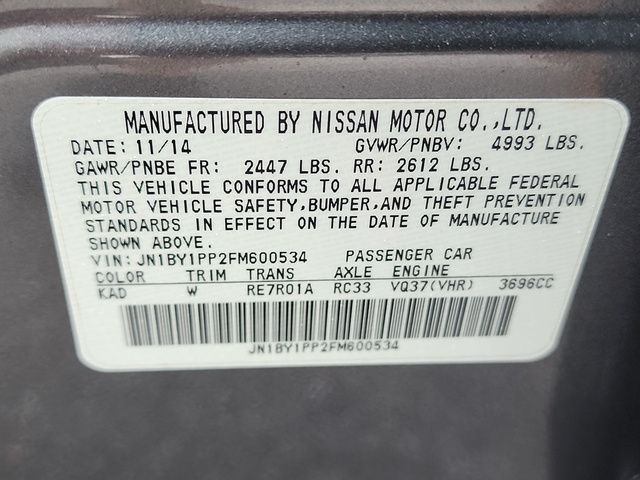 MANUFACTURED BY NISSAN MOTOR CO.,LTD.
DATE: 11/14 GVWR/PNBV: 4993 LBS.
GAWR/PNBE FR: 2447 LBS. RR: 2612 LBS.
THIS VEHICLE CONFORMS TO ALL APPLICABLE FEDERAL
MOTOR VEHICLE SAFETY,BUMPER,AND THEFT PREVENTION
STANDARDS IN EFFECT ON THE DATE OF MANUFACTURE
SHOWN ABOVE.
VIN: JN1BY1PP2FM600534 PASSENGER CAR
COLOR TRIM TRANS AXLE ENGINE
KAD W RE7R01A RC33 VQ37(VHR) 3696CC
JN1BY1PP2FM600534